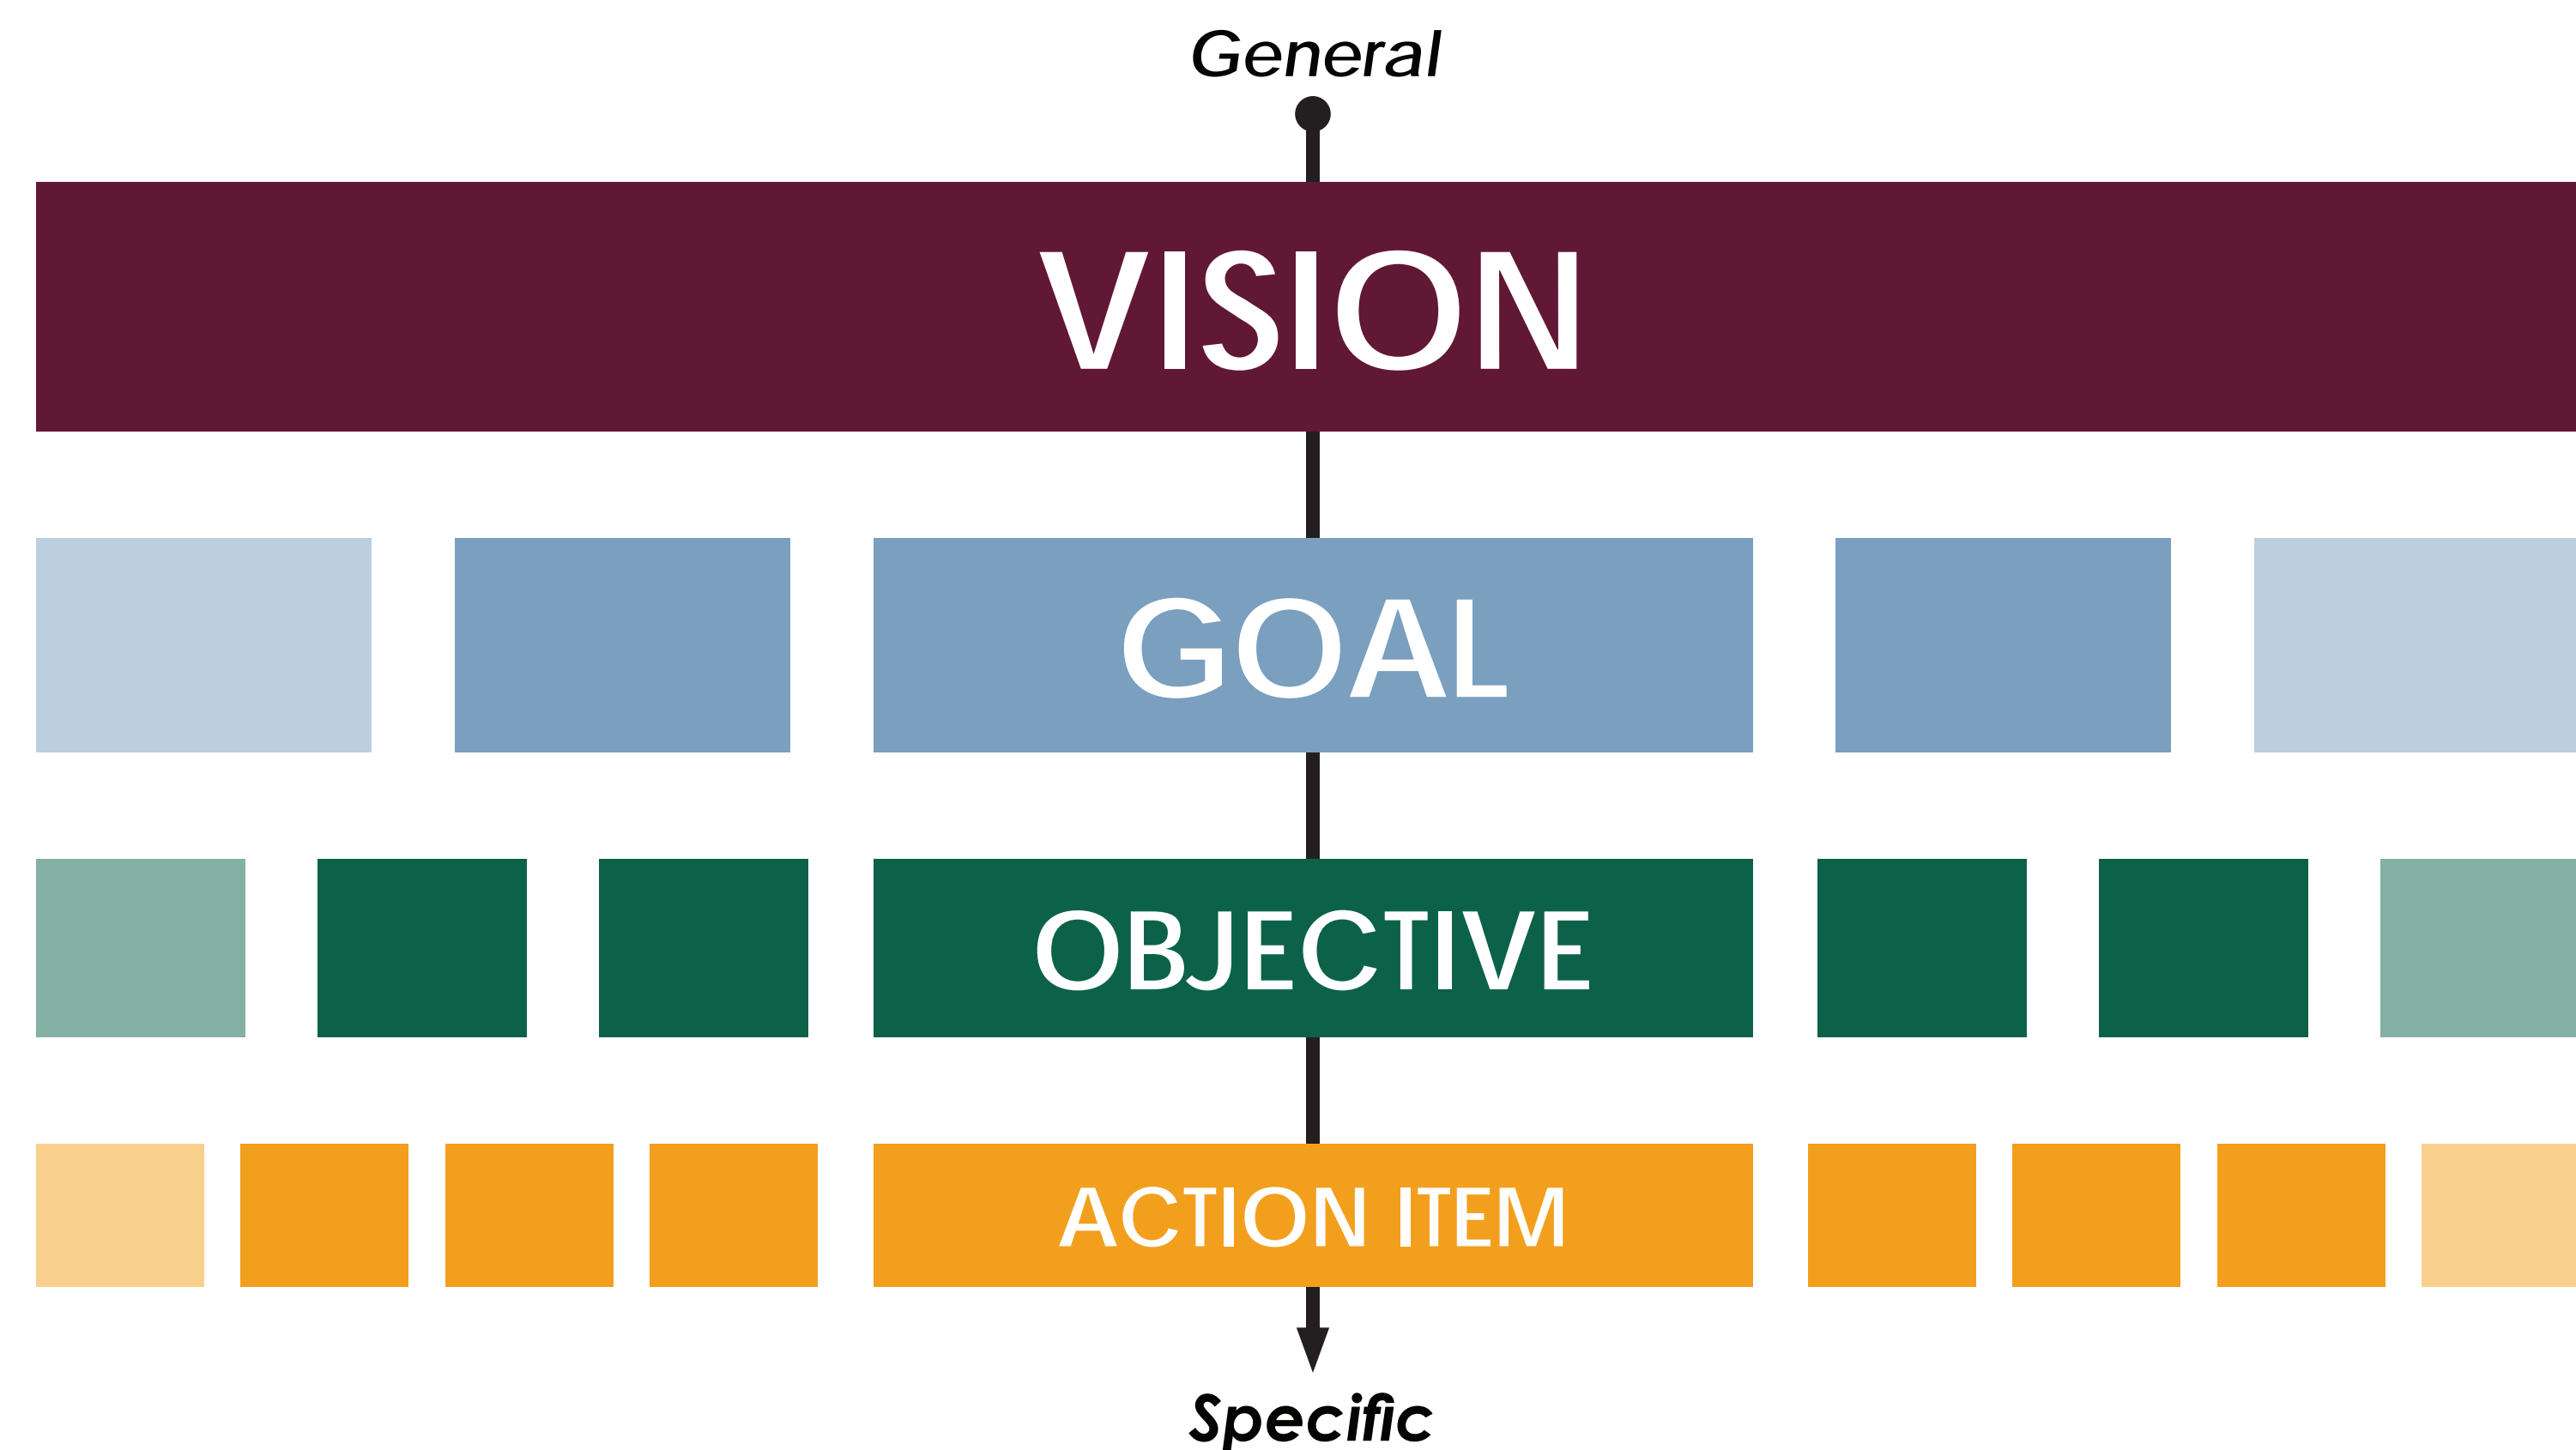 General
VISION
GOAL
OBJECTIVE
ACTION ITEM
Specific